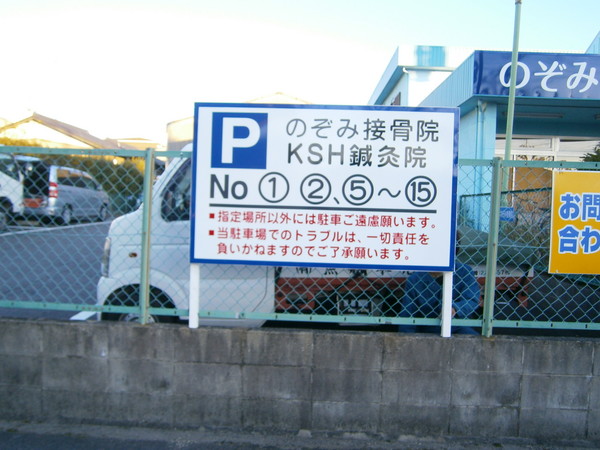 のぞみ
P
のぞみ接骨院
KSH鍼灸院
No ① ②、⑤～⑮
■指定場所以外には駐車ご遠慮願います。
■当駐車場でのトラブルは、一切責任を
負いかねますのでご了承願います。
お問
合わ